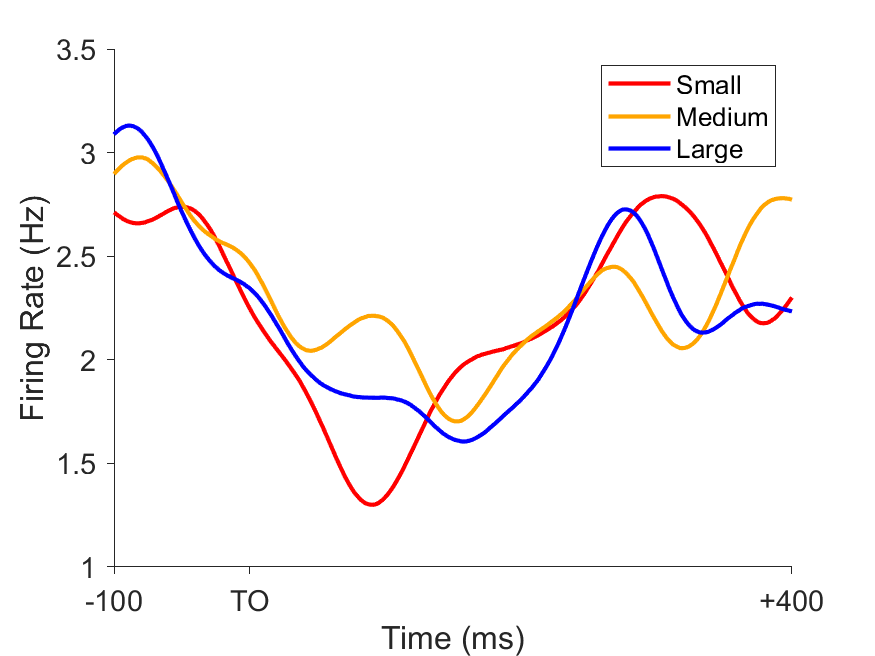 3.5
3
2.5
2
1.5
1
Firing Rate (Hz)
Small
Medium
Large
-100 TO +400
Time (ms)